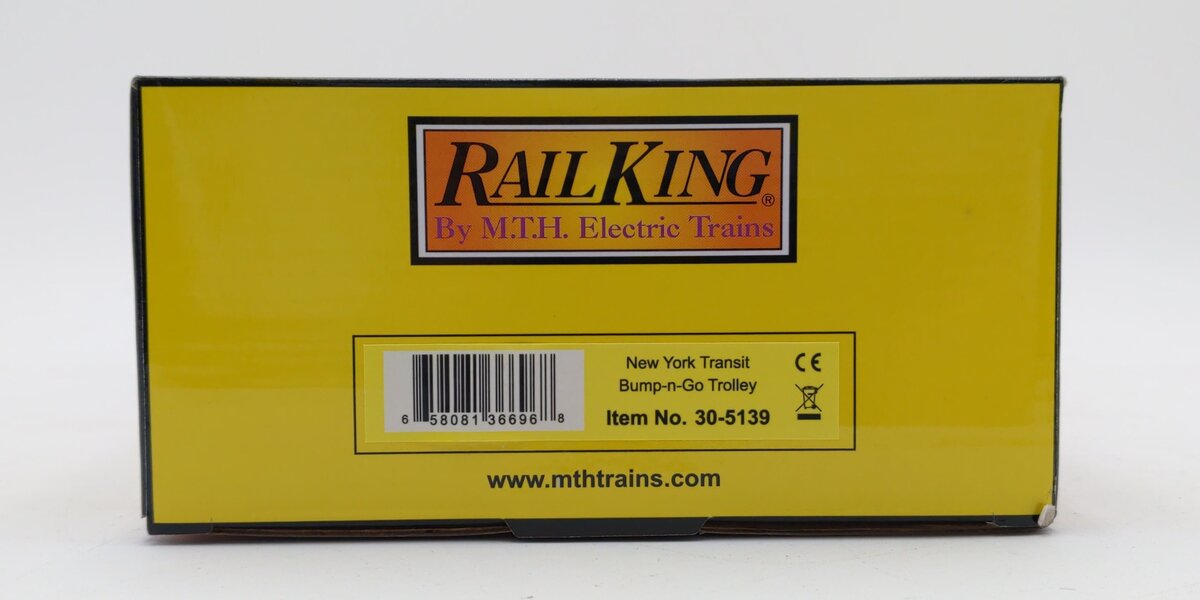 RAILKING®
By M.T.H. Electric Trains
New York Transit
Bump-n-Go Trolley
Item No. 30-5139
CE
6 58081 36696 8
www.mthtrains.com